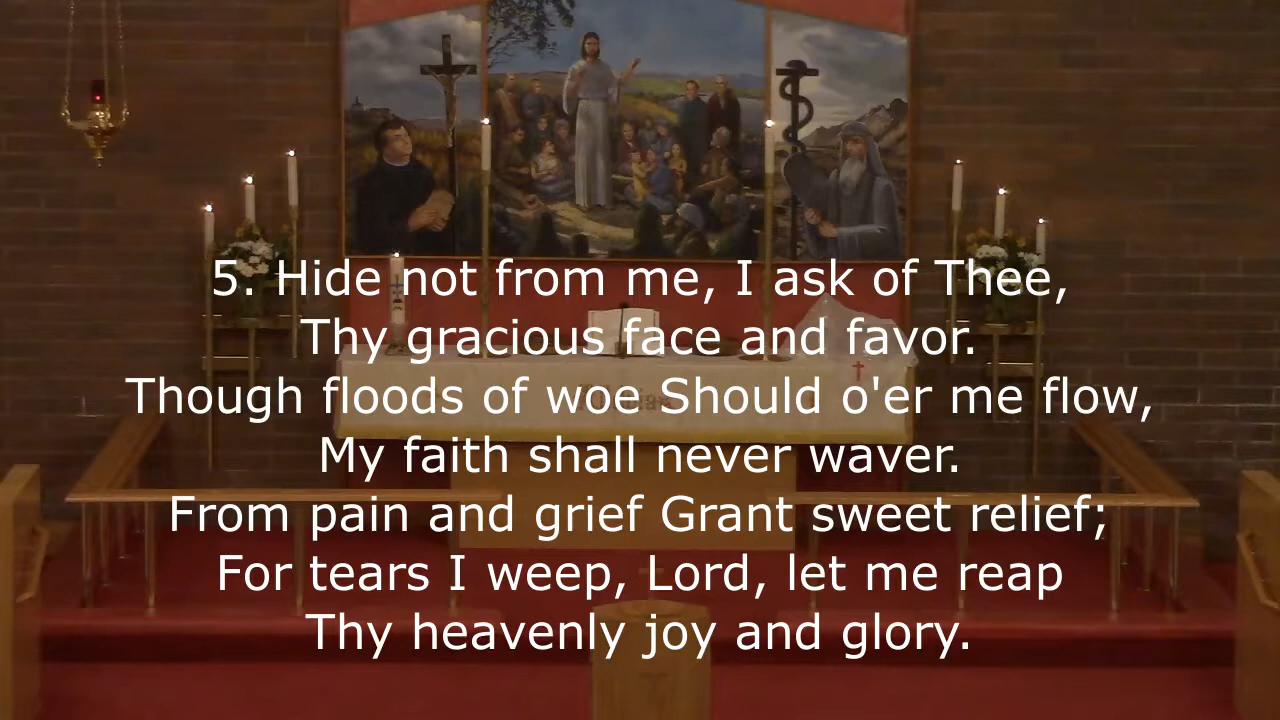 5. Hide not from me, I ask of Thee,
Thy gracious face and favor.
Though floods of woe Should o'er me flow,
My faith shall never waver.
From pain and grief Grant sweet relief;
For tears I weep, Lord, let me reap
Thy heavenly joy and glory.